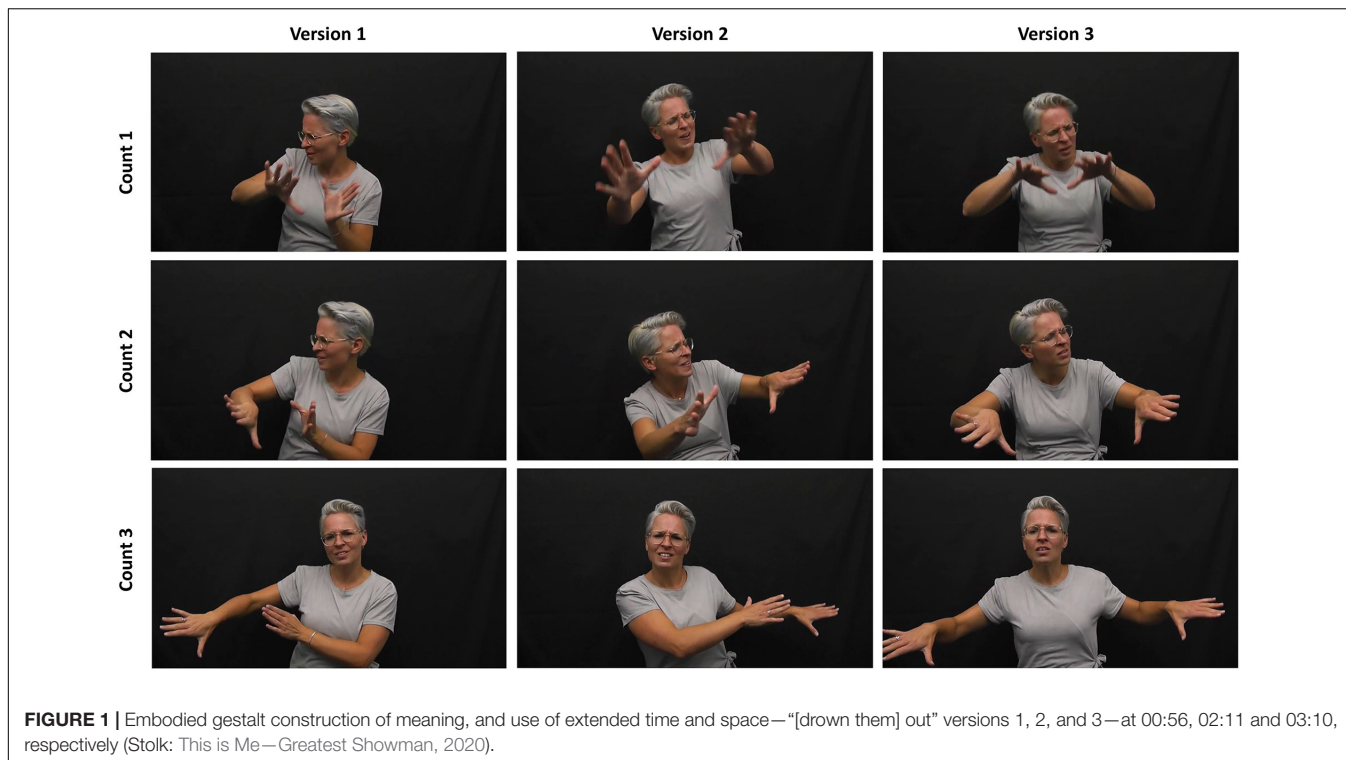 Version 1 Version 2 Version 3
Count 1
Count 2
Count 3
FIGURE 1 | Embodied gestalt construction of meaning, and use of extended time and space—“[drown them] out” versions 1, 2, and 3—at 00:56, 02:11 and 03:10,
respectively (Stolk: This is Me—Greatest Showman, 2020).